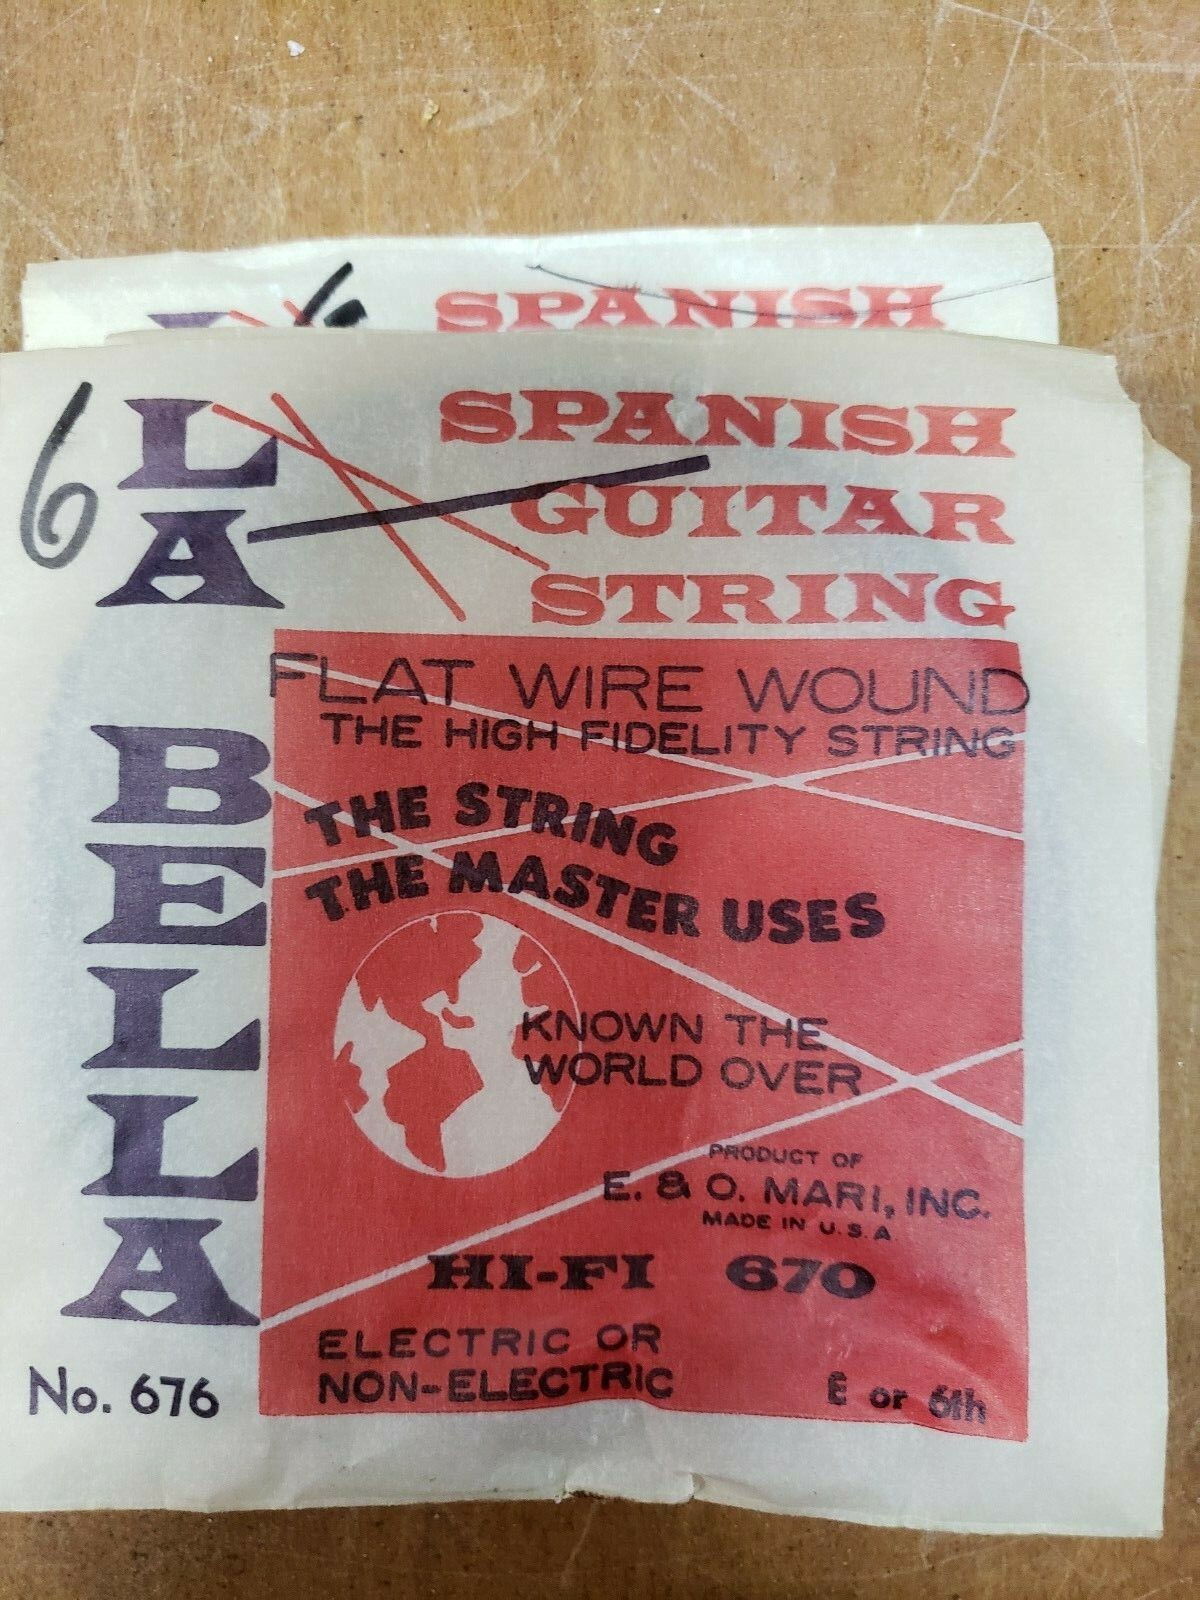 SPANISH
6
6
LA BELLA
SPANISH
GUITAR
STRING
FLAT WIRE WOUND
THE HIGH FIDELITY STRING
THE STRING
THE MASTER USES
KNOWN THE
WORLD OVER
PRODUCT OF
E. & O. MARI, INC.
MADE IN U.S.A.
HI-FI 670
ELECTRIC OR
NON-ELECTRIC
E or 6th
No. 676